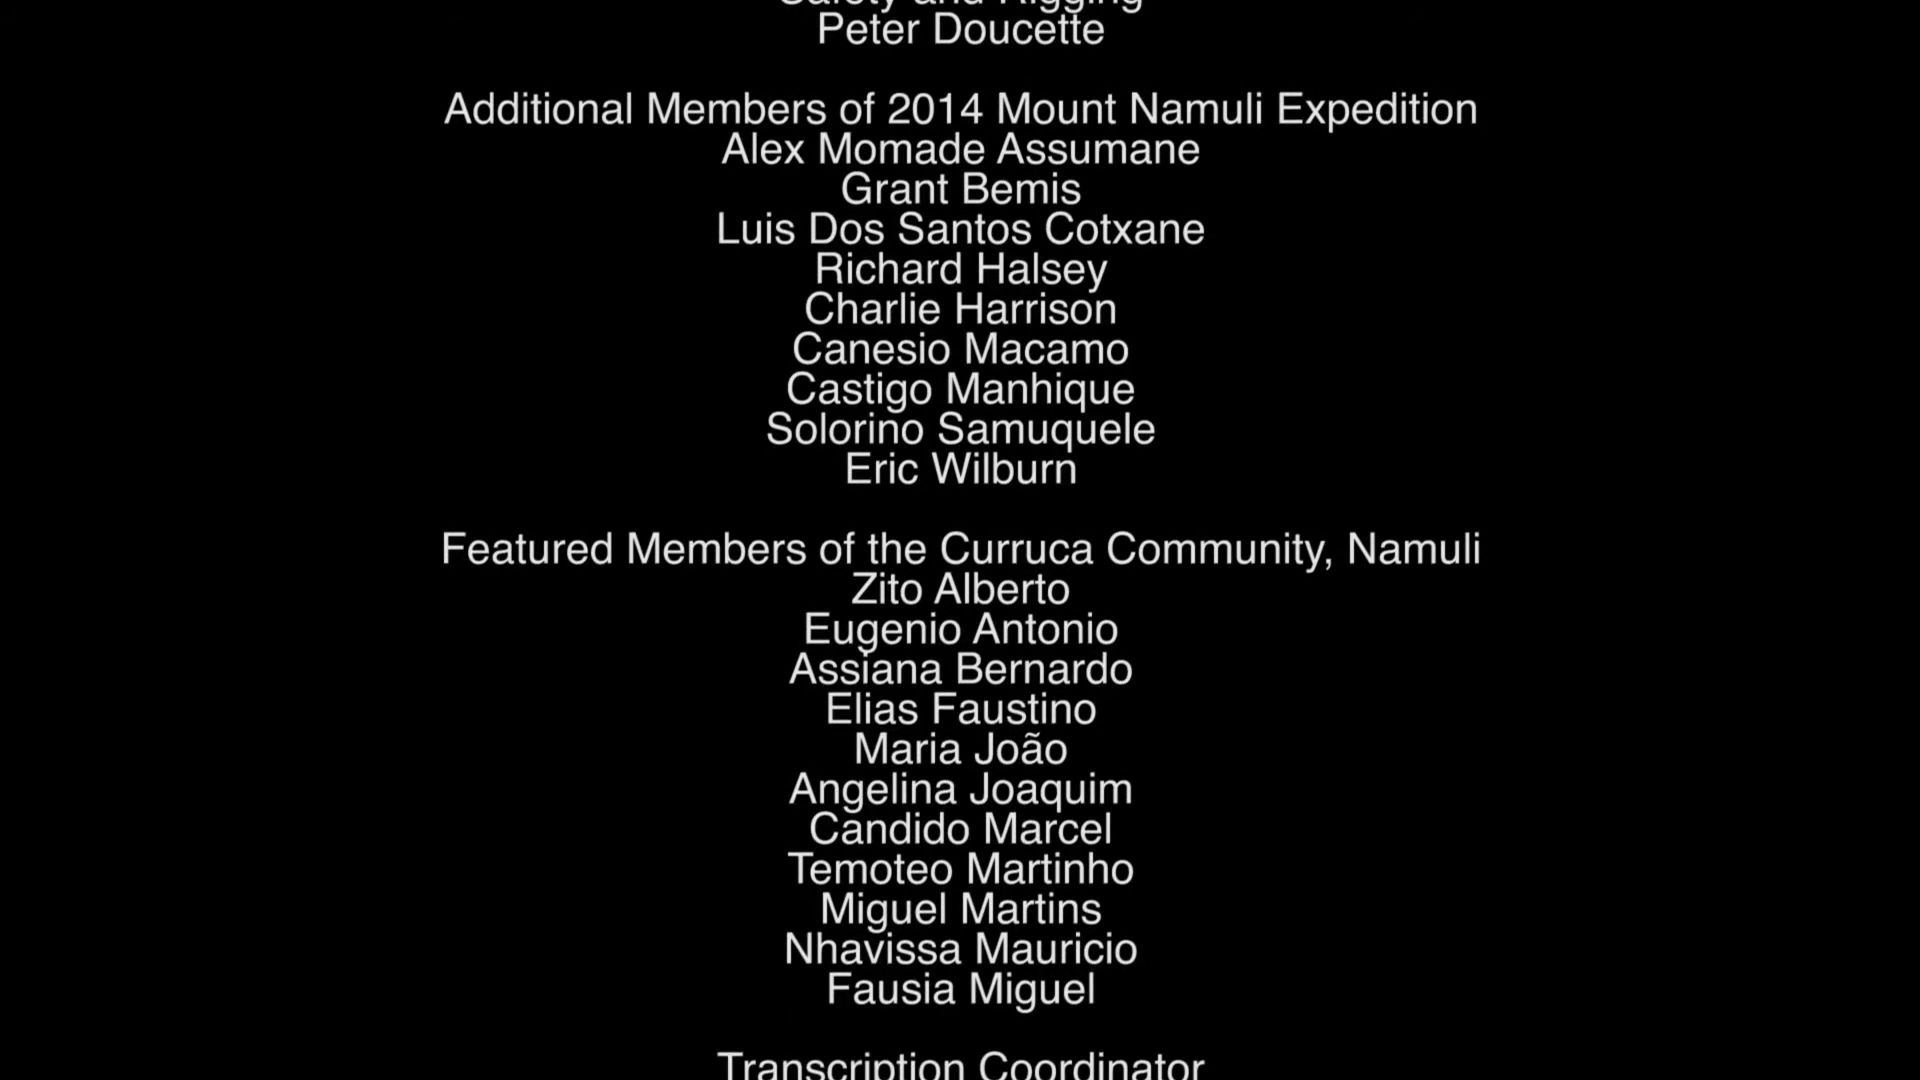 Safety and Rigging
Peter Doucette
Additional Members of 2014 Mount Namuli Expedition
Alex Momade Assumane
Grant Bemis
Luis Dos Santos Cotxane
Richard Halsey
Charlie Harrison
Canesio Macamo
Castigo Manhique
Solorino Samuquele
Eric Wilburn
Featured Members of the Curruca Community, Namuli
Zito Alberto
Eugenio Antonio
Assiana Bernardo
Elias Faustino
Maria João
Angelina Joaquim
Candido Marcel
Temoteo Martinho
Miguel Martins
Nhavissa Mauricio
Fausia Miguel
Transcription Coordinator